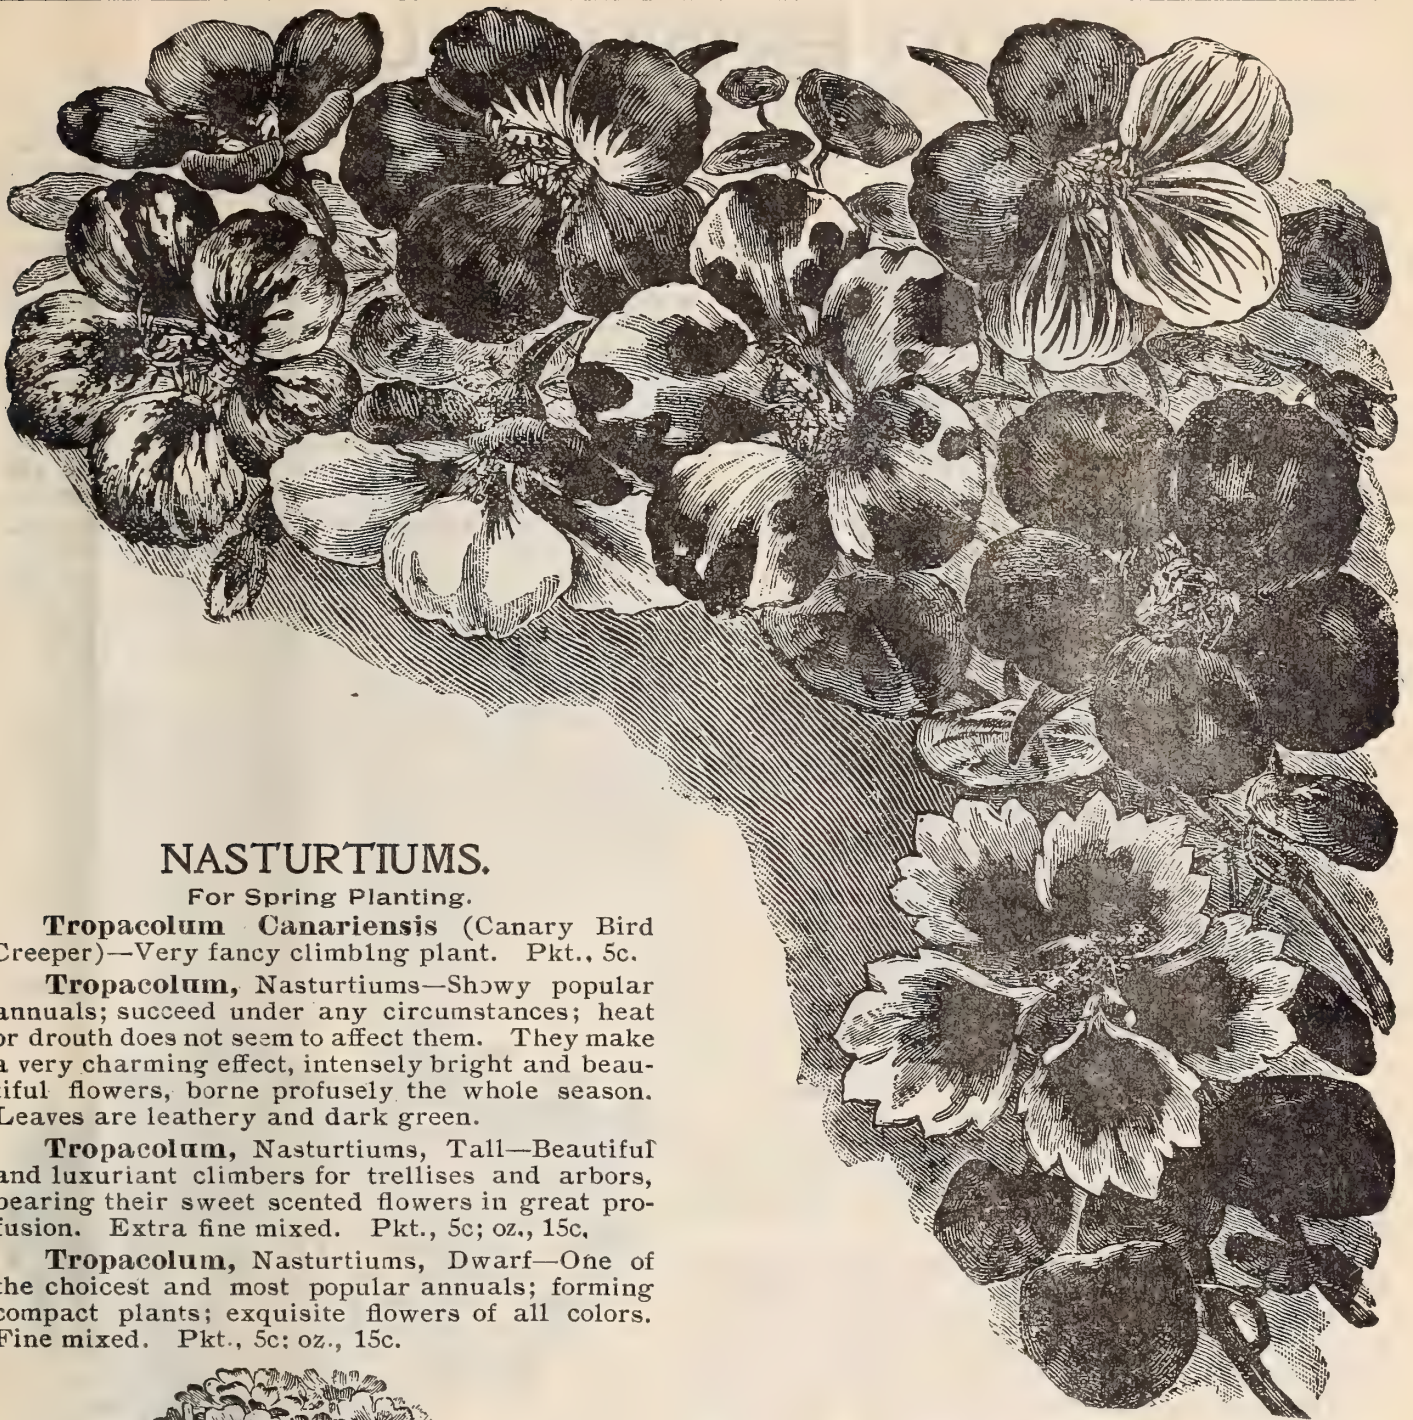 NASTURTIUMS.
For Spring Planting.
Tropacolum Canariensis (Canary Bird
Creeper)—Very fancy climbing plant. Pkt., 5c.
Tropacolum, Nasturtiums—Showy popular
annuals; succeed under any circumstances; heat
or drouth does not seem to affect them. They make
a very charming effect, intensely bright and beau-
tiful flowers, borne profusely the whole season.
Leaves are leathery and dark green.
Tropacolum, Nasturtiums, Tall—Beautiful
and luxuriant climbers for trellises and arbors,
bearing their sweet scented flowers in great pro-
fusion. Extra fine mixed. Pkt., 5c; oz., 15c.
Tropacolum, Nasturtiums, Dwarf—One of
the choicest and most popular annuals; forming
compact plants; exquisite flowers of all colors.
Fine mixed. Pkt., 5c; oz., 15c.